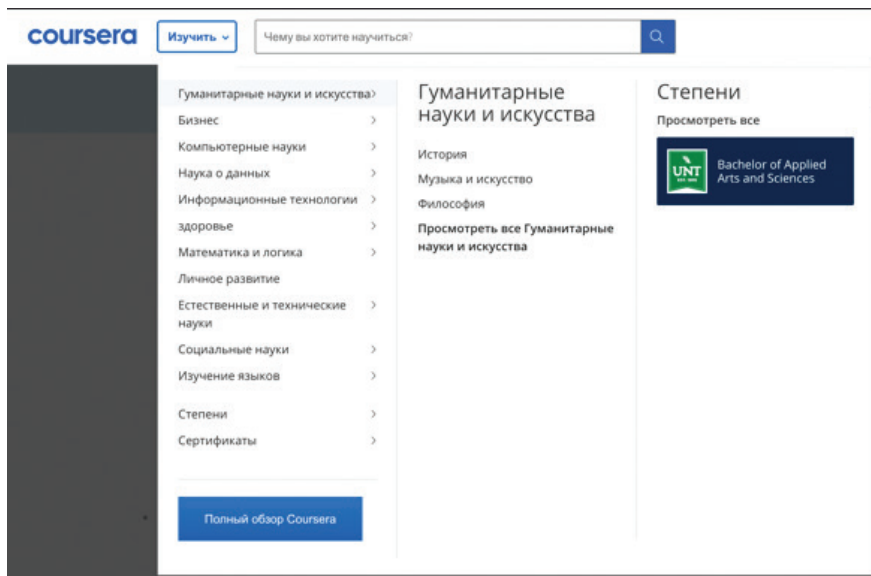 coursera
Изучить
Чему вы хотите научиться?
Гуманитарные науки и искусства
Бизнес
Компьютерные науки
Наука о данных
Информационные технологии
здоровье
Математика и логика
Личное развитие
Естественные и технические
науки
Социальные науки
Изучение языков
Степени
Сертификаты
Полный обзор Coursera
Гуманитарные
науки и искусства
История
Музыка и искусство
Философия
Просмотреть все Гуманитарные
науки и искусства
Степени
Просмотреть все
UNT
Bachelor of Applied
Arts and Sciences